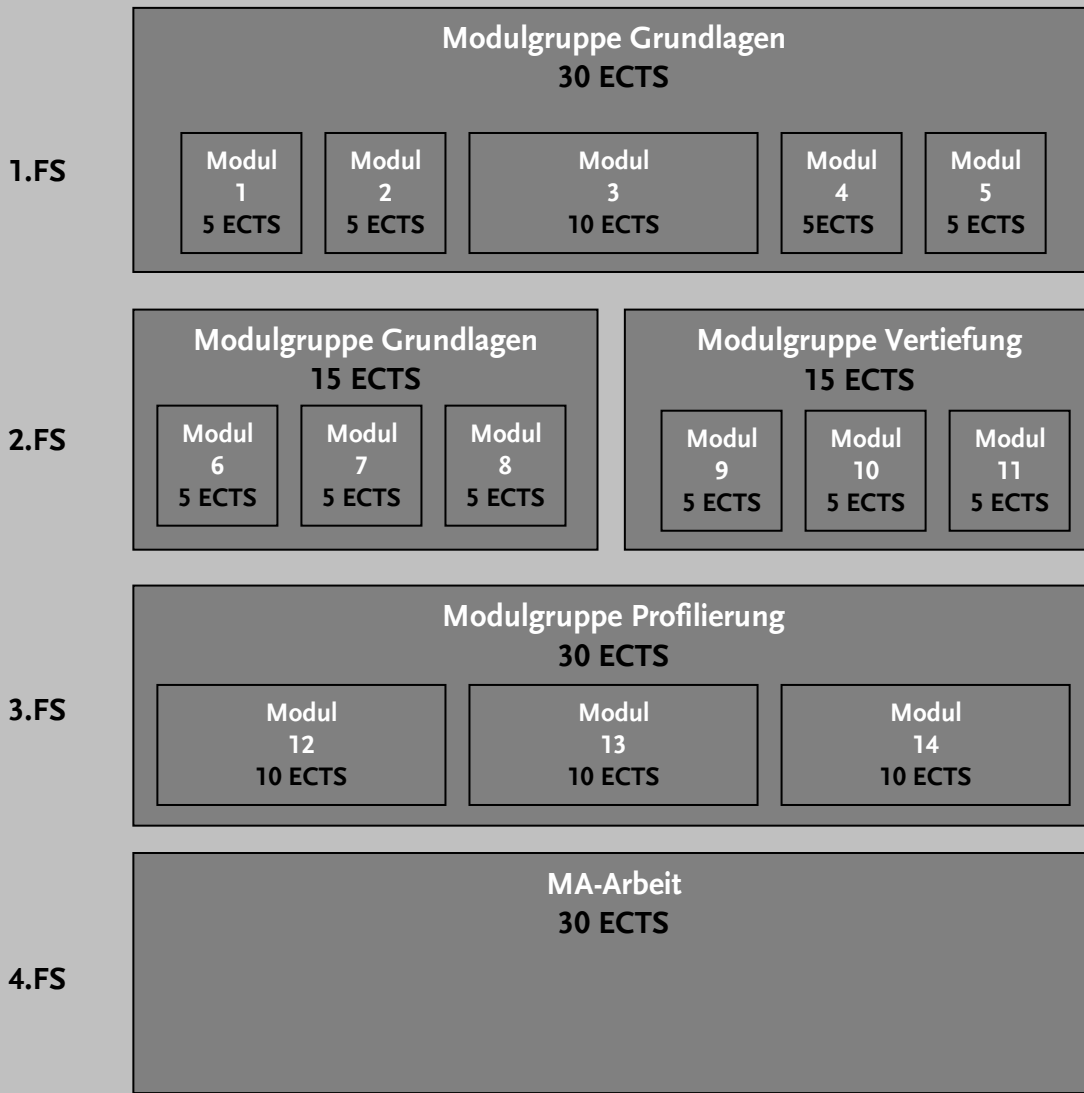 Modulgruppe Grundlagen
30 ECTS
1.FS
Modul
1
5 ECTS
Modul
2
5 ECTS
Modul
3
10 ECTS
Modul
4
5ECTS
Modul
5
5 ECTS
2.FS
Modulgruppe Grundlagen
15 ECTS
Modul
6
5 ECTS
Modul
7
5 ECTS
Modul
8
5 ECTS
Modulgruppe Vertiefung
15 ECTS
Modul
9
5 ECTS
Modul
10
5 ECTS
Modul
11
5 ECTS
3.FS
Modulgruppe Profilierung
30 ECTS
Modul
12
10 ECTS
Modul
13
10 ECTS
Modul
14
10 ECTS
4.FS
MA-Arbeit
30 ECTS